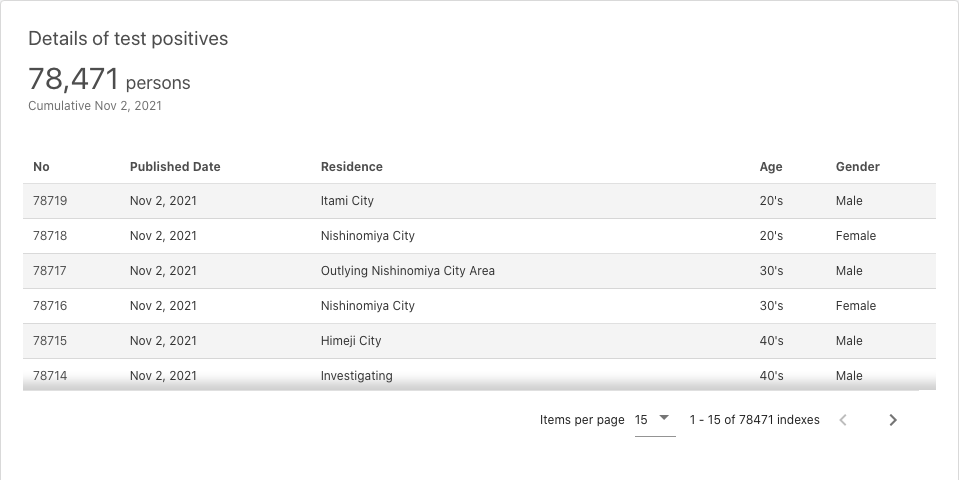 Details of test positives
78,471 persons
Cumulative Nov 2, 2021
No Published Date Residence Age Gender
78719 Nov 2, 2021 Itami City 20's Male
78718 Nov 2, 2021 Nishinomiya City 20's Female
78717 Nov 2, 2021 Outlying Nishinomiya City Area 30's Male
78716 Nov 2, 2021 Nishinomiya City 30's Female
78715 Nov 2, 2021 Himeji City 40's Male
78714 Nov 2, 2021 Investigating 40's Male
Items per page 15 1 - 15 of 78471 indexes